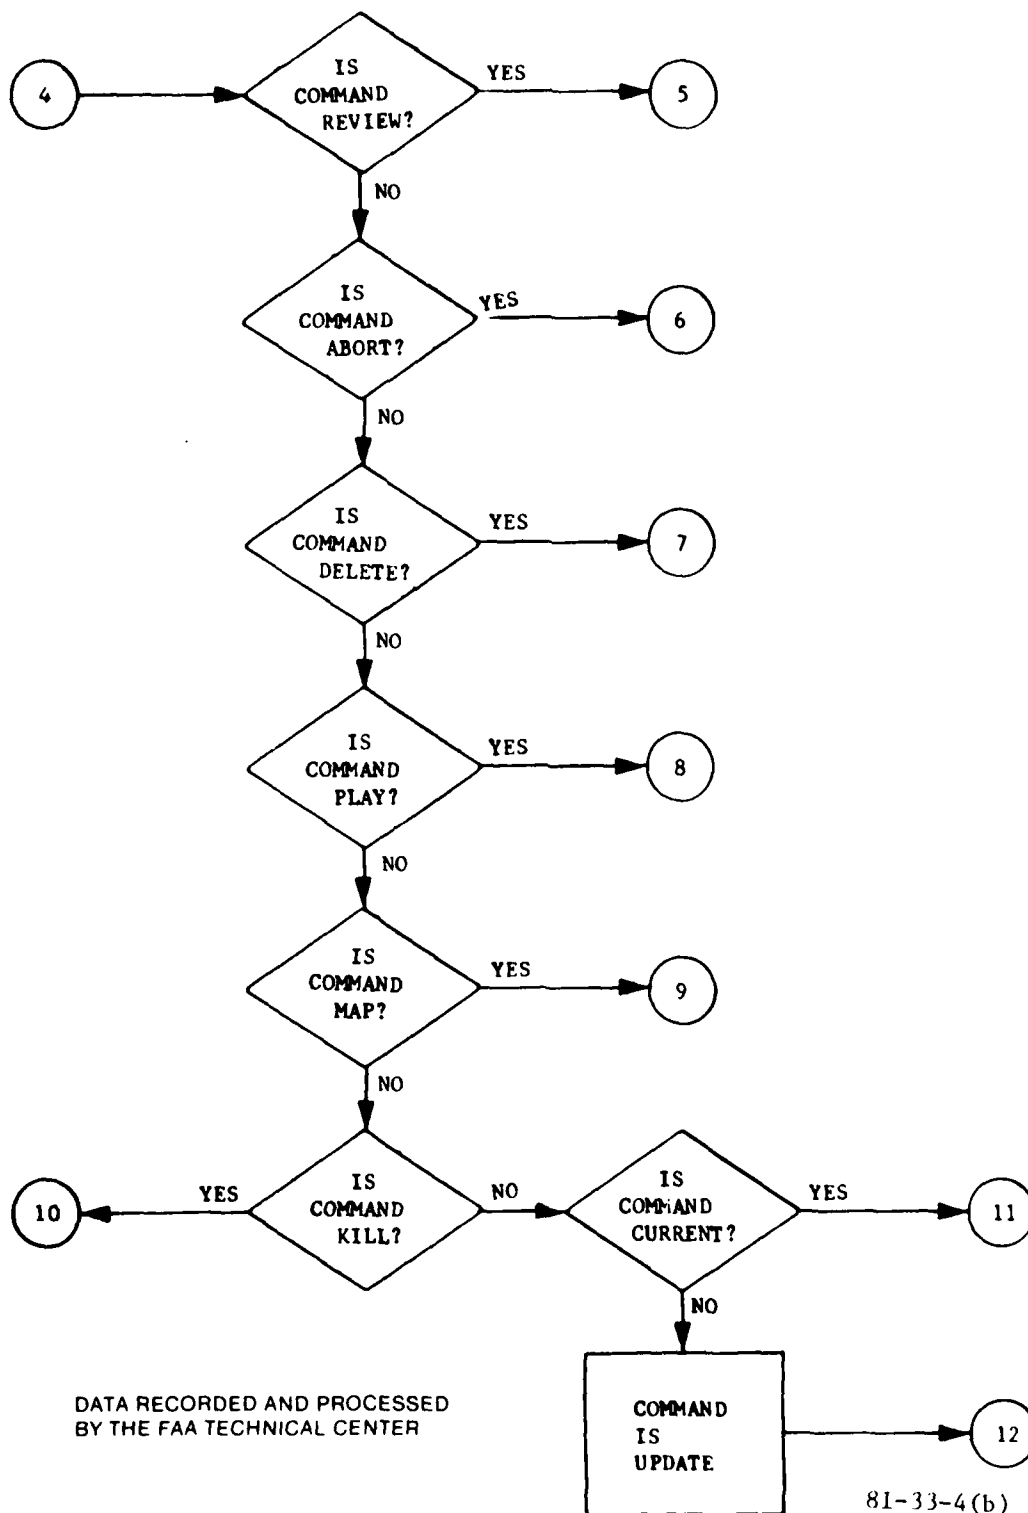 4
IS
COMMAND
REVIEW?
YES
5
NO
IS
COMMAND
ABORT?
YES
6
NO
IS
COMMAND
DELETE?
YES
7
NO
IS
COMMAND
PLAY?
YES
8
NO
IS
COMMAND
MAP?
YES
9
NO
10
YES
IS
COMMAND
KILL?
NO
IS
COMMAND
CURRENT?
YES
11
NO
DATA RECORDED AND PROCESSED
BY THE FAA TECHNICAL CENTER
COMMAND
IS
UPDATE
12
81-33-4(b)